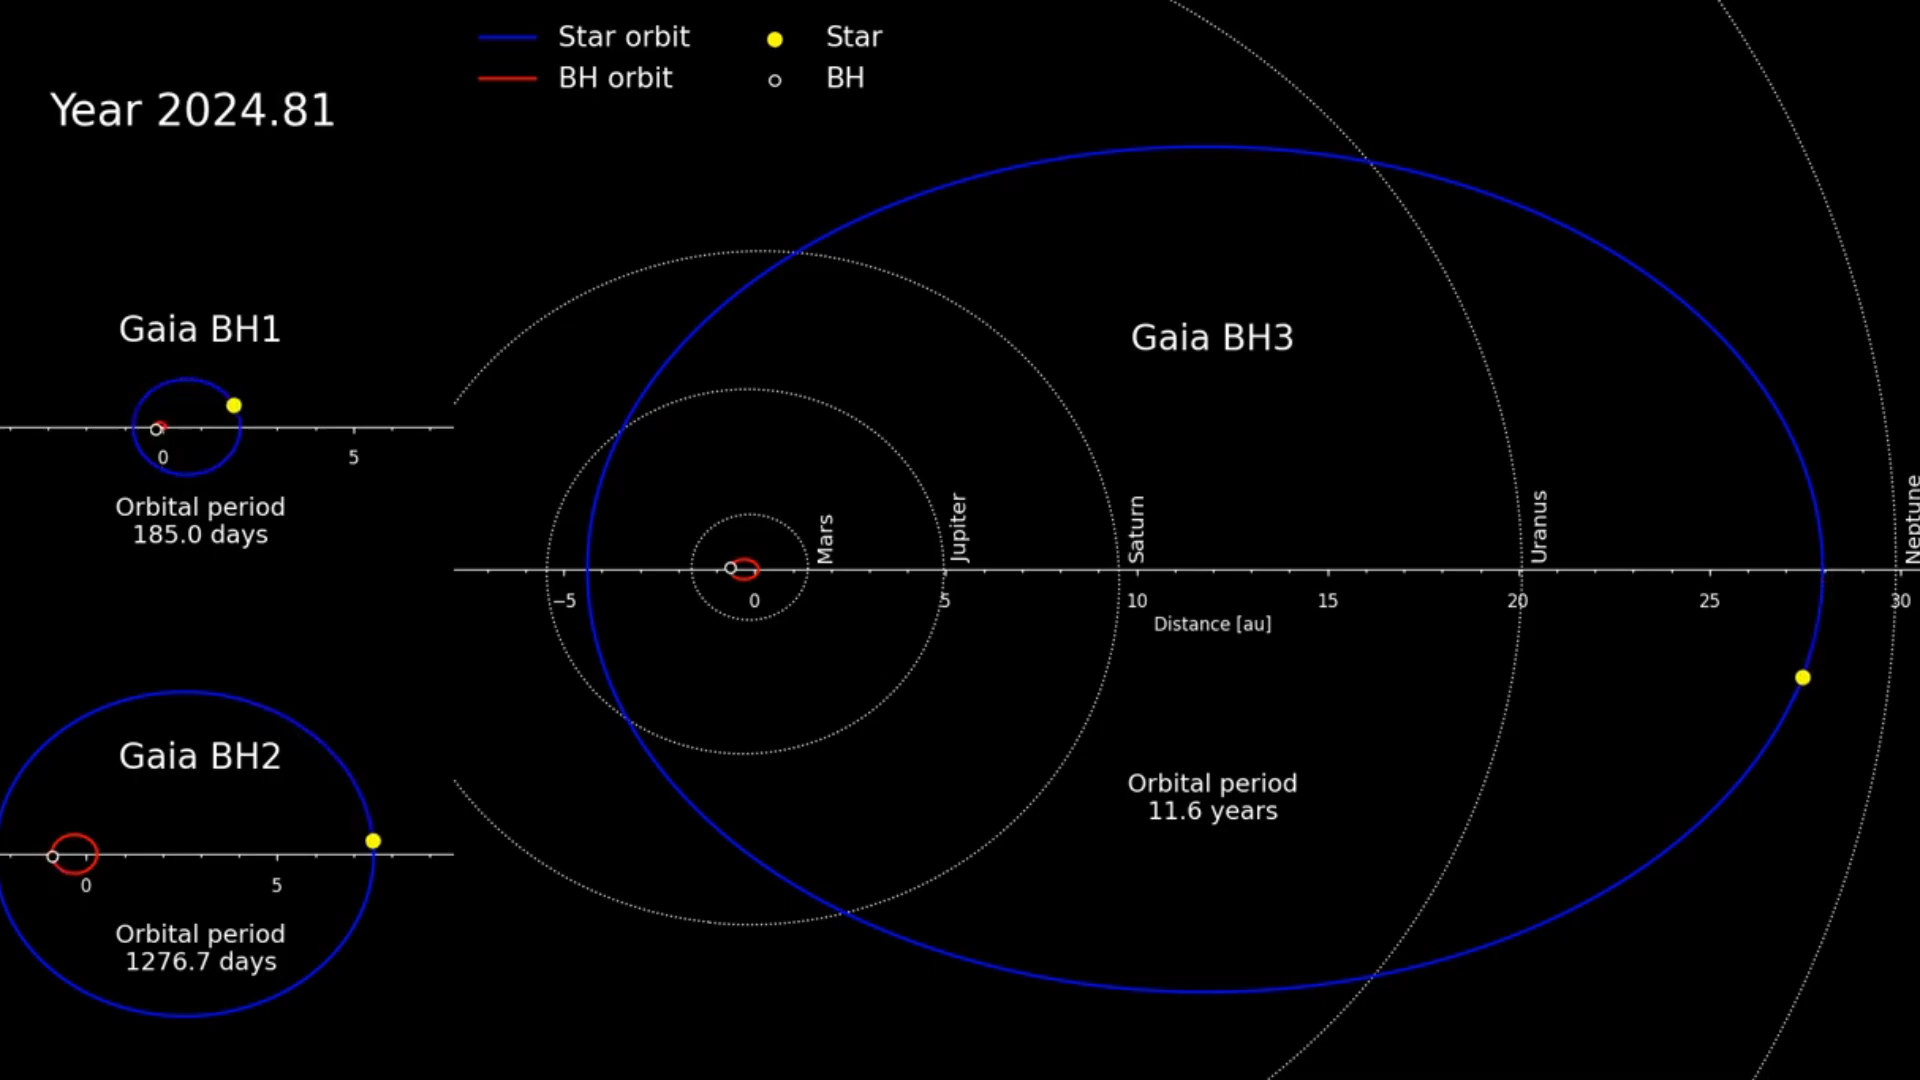 Star orbit
Star
BH orbit
BH
Year 2024.81
Gaia BH1
0
5
Orbital period
185.0 days
Gaia BH2
0
5
Orbital period
1276.7 days
Gaia BH3
Mars
Jupiter
Saturn
Uranus
Neptune
−5
0
5
10
15
20
25
30
Distance [au]
Orbital period
11.6 years